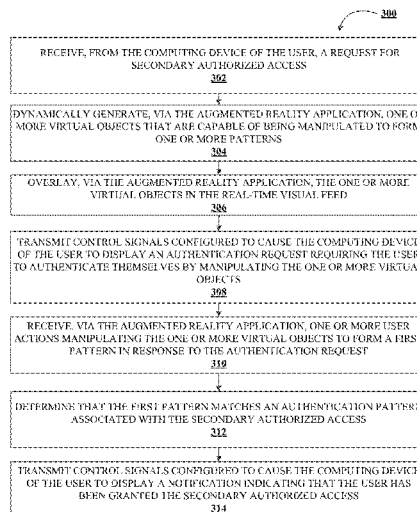 300
RECEIVE, FROM THE COMPUTING DEVICE OF THE USER, A REQUEST FOR
SECONDARY AUTHORIZED ACCESS
302
DYNAMICALLY GENERATE, VIA THE AUGMENTED REALITY APPLICATION, ONE O
MORE VIRTUAL OBJECTS THAT ARE CAPABLE OF BEING MANIPULATED TO FORM
ONE OR MORE PATTERNS
304
OVERLAY, VIA THE AUGMENTED REALITY APPLICATION, THE ONE OR MORE
VIRTUAL OBJECTS IN THE REAL-TIME VISUAL FEED
306
TRANSMIT CONTROL SIGNALS CONFIGURED TO CAUSE THE COMPUTING DEVICE
OF THE USER TO DISPLAY AN AUTHENTICATION REQUEST REQUIRING THE USER
TO AUTHENTICATE THEMSELVES BY MANIPULATING THE ONE OR MORE VIRTUA
OBJECTS
308
RECEIVE, VIA THE AUGMENTED REALITY APPLICATION, ONE OR MORE USER
ACTIONS MANIPULATING THE ONE OR MORE VIRTUAL OBJECTS TO FORM A FIRST
PATTERN IN RESPONSE TO THE AUTHENTICATION REQUEST
310
DETERMINE THAT THE FIRST PATTERN MATCHES AN AUTHENTICATION PATTER
ASSOCIATED WITH THE SECONDARY AUTHORIZED ACCESS
312
TRANSMIT CONTROL SIGNALS CONFIGURED TO CAUSE THE COMPUTING DEVICE
OF THE USER TO DISPLAY A NOTIFICATION INDICATING THAT THE USER HAS
BEEN GRANTED THE SECONDARY AUTHORIZED ACCESS
314